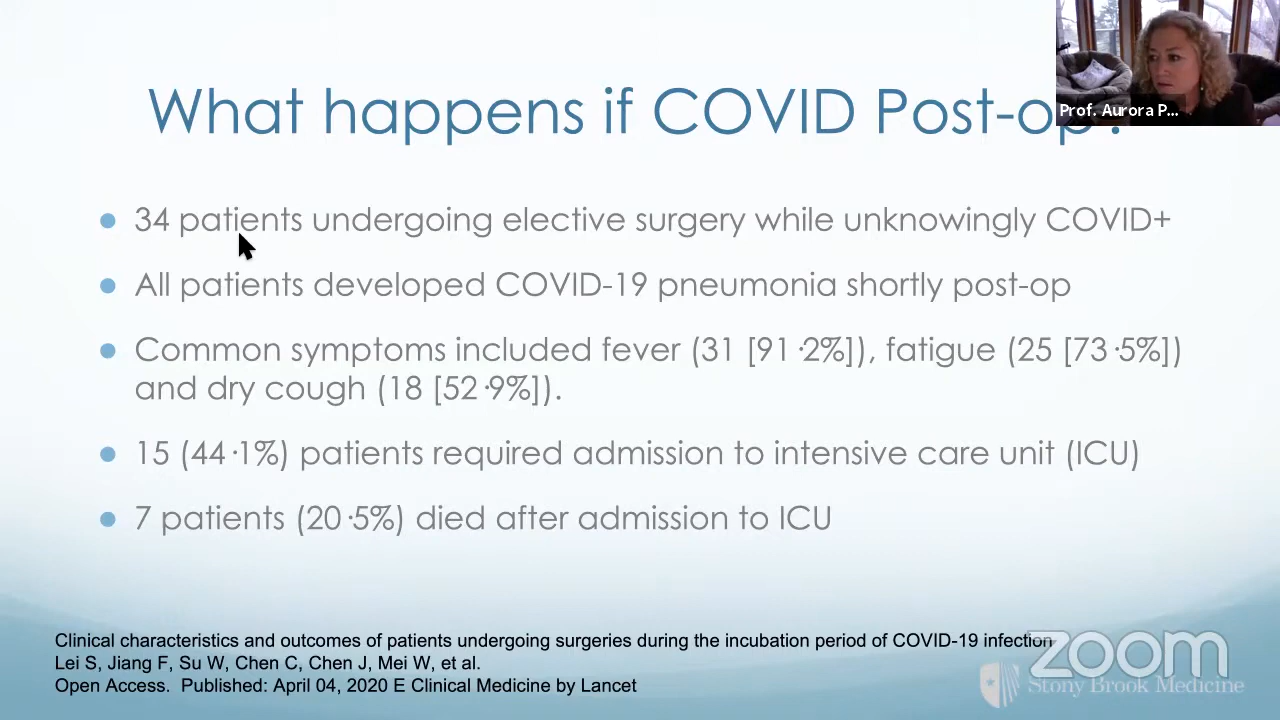 Prof. Aurora P...
What happens if COVID Post-op?
34 patients undergoing elective surgery while unknowingly COVID+
All patients developed COVID-19 pneumonia shortly post-op
Common symptoms included fever (31 [91·2%]), fatigue (25 [73·5%])
and dry cough (18 [52·9%]).
15 (44·1%) patients required admission to intensive care unit (ICU)
7 patients (20·5%) died after admission to ICU
Clinical characteristics and outcomes of patients undergoing surgeries during the incubation period of COVID-19 infection
Lei S, Jiang F, Su W, Chen C, Chen J, Mei W, et al.
Open Access.  Published: April 04, 2020 E Clinical Medicine by Lancet
zoom
Stony Brook Medicine